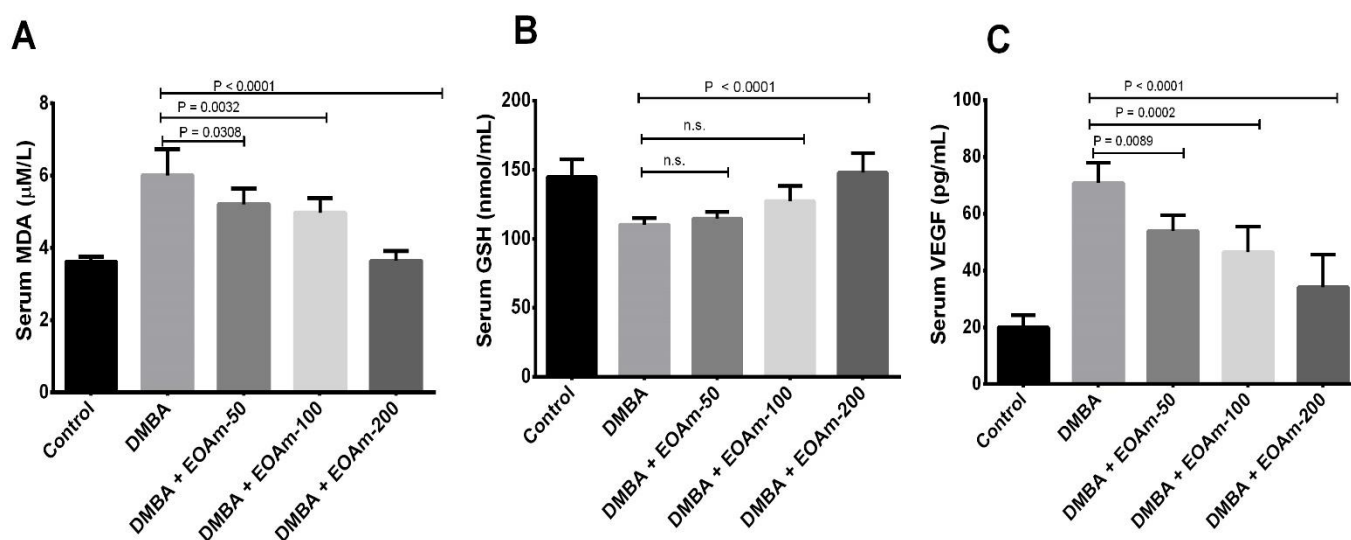 A
P < 0.0001
P = 0.0032
P = 0.0308
8
6
4
2
0
Serum MDA (µM/L)
Control
DMBA
DMBA + EOAm-50
DMBA + EOAm-100
DMBA + EOAm-200
B
P < 0.0001
n.s.
n.s.
200
150
100
50
0
Serum GSH (nmol/mL)
Control
DMBA
DMBA + EOAm-50
DMBA + EOAm-100
DMBA + EOAm-200
C
P < 0.0001
P = 0.0002
P = 0.0089
100
80
60
40
20
0
Serum VEGF (pg/mL)
Control
DMBA
DMBA + EOAm-50
DMBA + EOAm-100
DMBA + EOAm-200